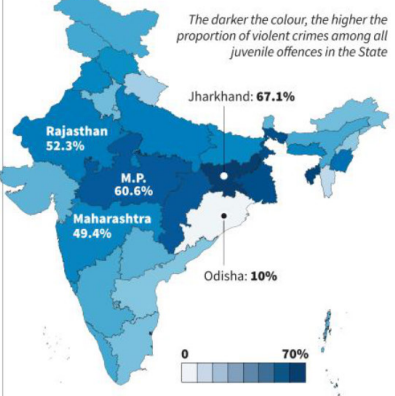 The darker the colour, the higher the
proportion of violent crimes among all
juvenile offences in the State
Jharkhand: 67.1%
Rajasthan
52.3%
M.P.
60.6%
Maharashtra
49.4%
Odisha: 10%
0 70%